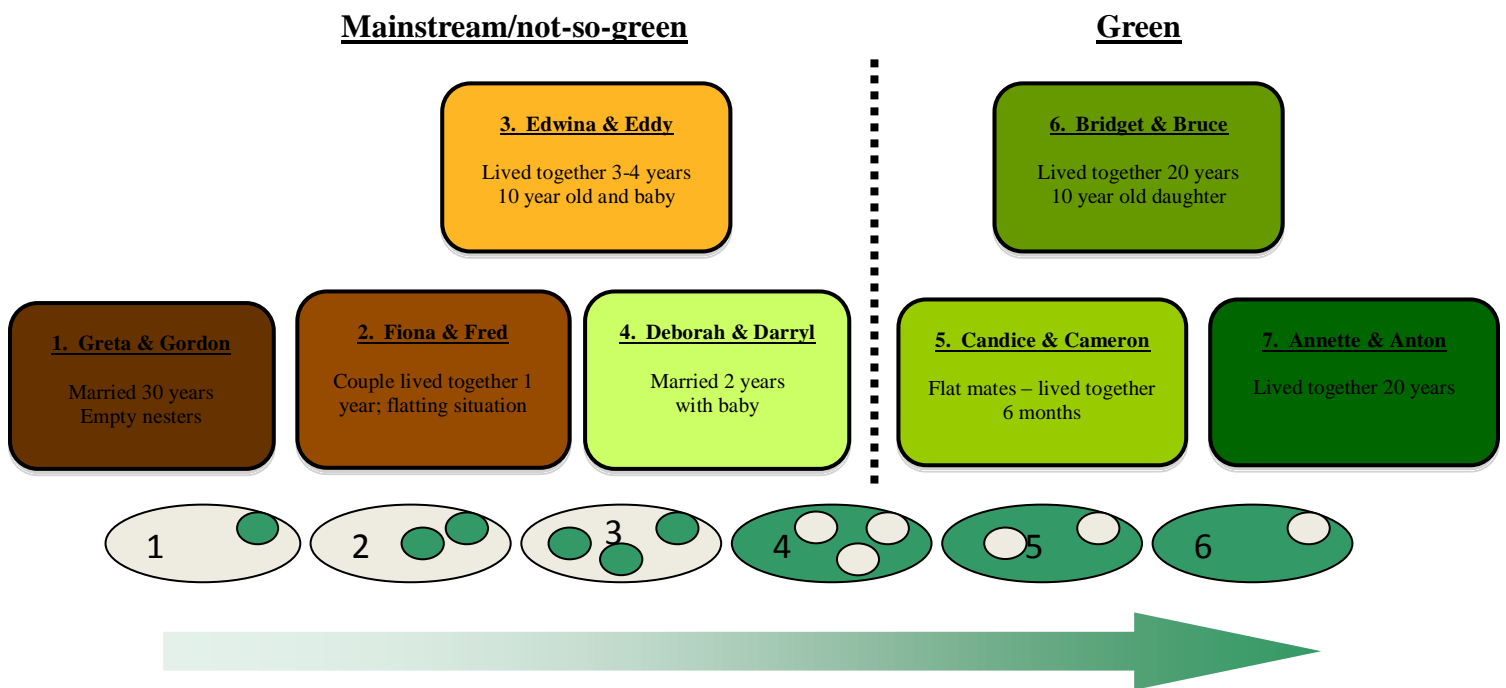 Mainstream/not-so-green
Green
3. Edwina & Eddy
Lived together 3-4 years
10 year old and baby
6. Bridget & Bruce
Lived together 20 years
10 year old daughter
1. Greta & Gordon
Married 30 years
Empty nesters
2. Fiona & Fred
Couple lived together 1
year; flatting situation
4. Deborah & Darryl
Married 2 years
with baby
5. Candice & Cameron
Flat mates – lived together
6 months
7. Annette & Anton
Lived together 20 years
1
2
3
4
5
6